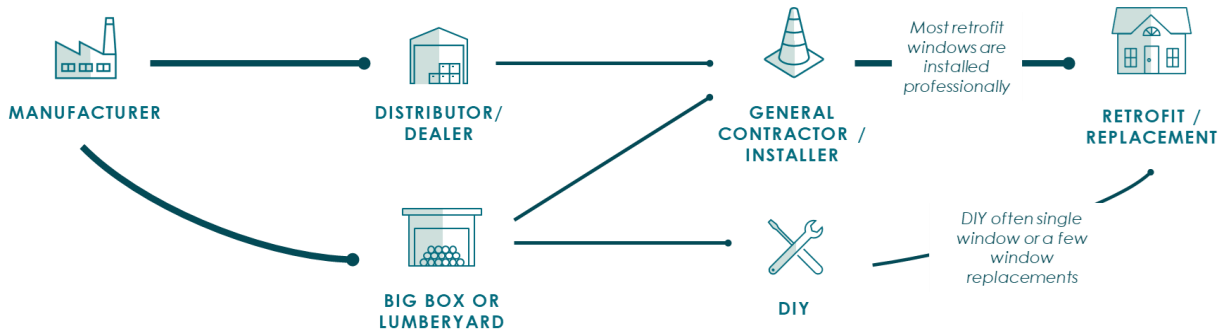 MANUFACTURER
DISTRIBUTOR/
DEALER
GENERAL
CONTRACTOR /
INSTALLER
Most retrofit
windows are
installed
professionally
RETROFIT /
REPLACEMENT
BIG BOX OR
LUMBERYARD
DIY
DIY often single
window or a few
window
replacements